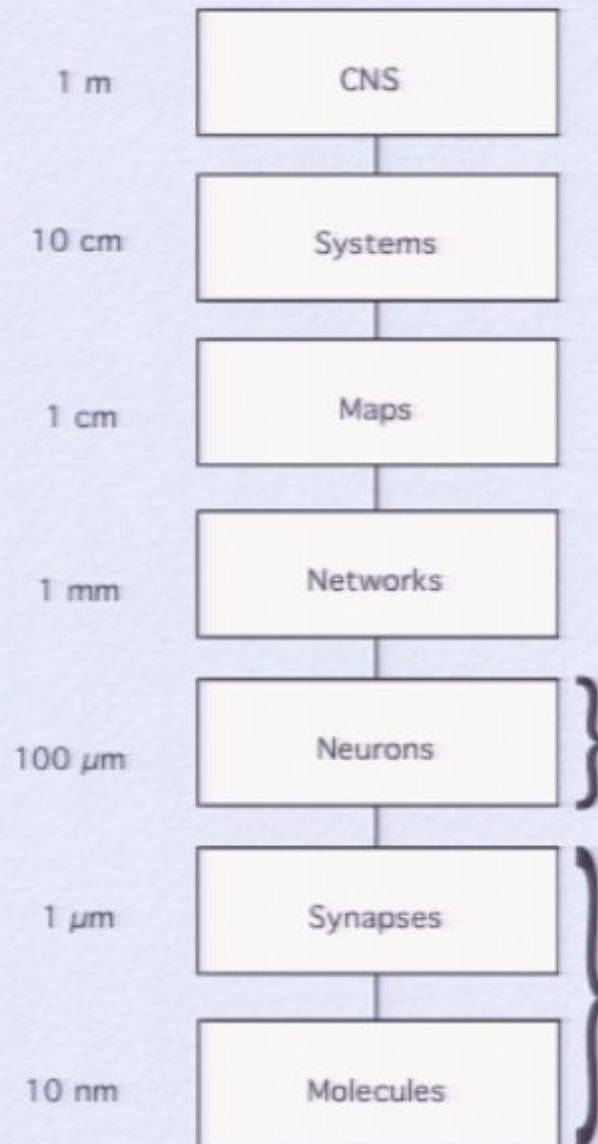 1 m
CNS
10 cm
Systems
1 cm
Maps
1 mm
Networks
100 μm
Neurons
1 μm
Synapses
10 nm
Molecules